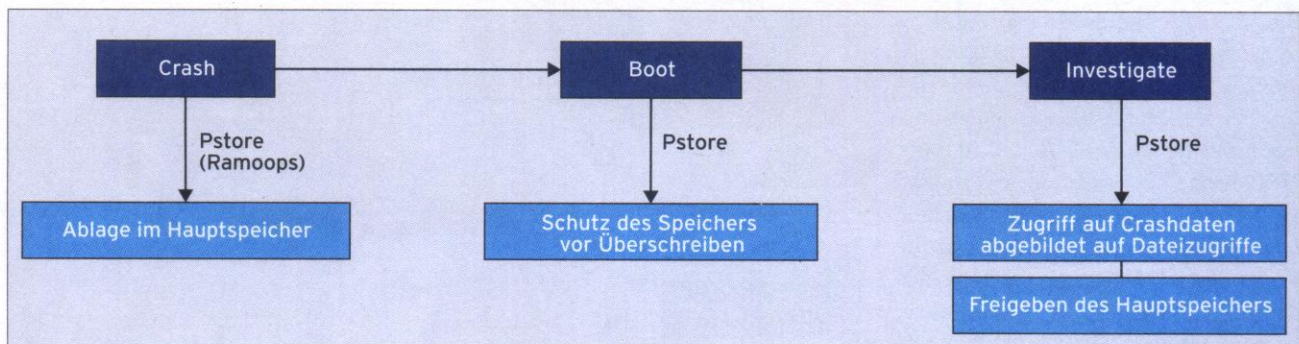 Crash
Boot
Investigate
Pstore
(Ramoops)
Pstore
Pstore
Ablage im Hauptspeicher
Schutz des Speichers
vor Überschreiben
Zugriff auf Crashdaten
abgebildet auf Dateizugriffe
Freigeben des Hauptspeichers